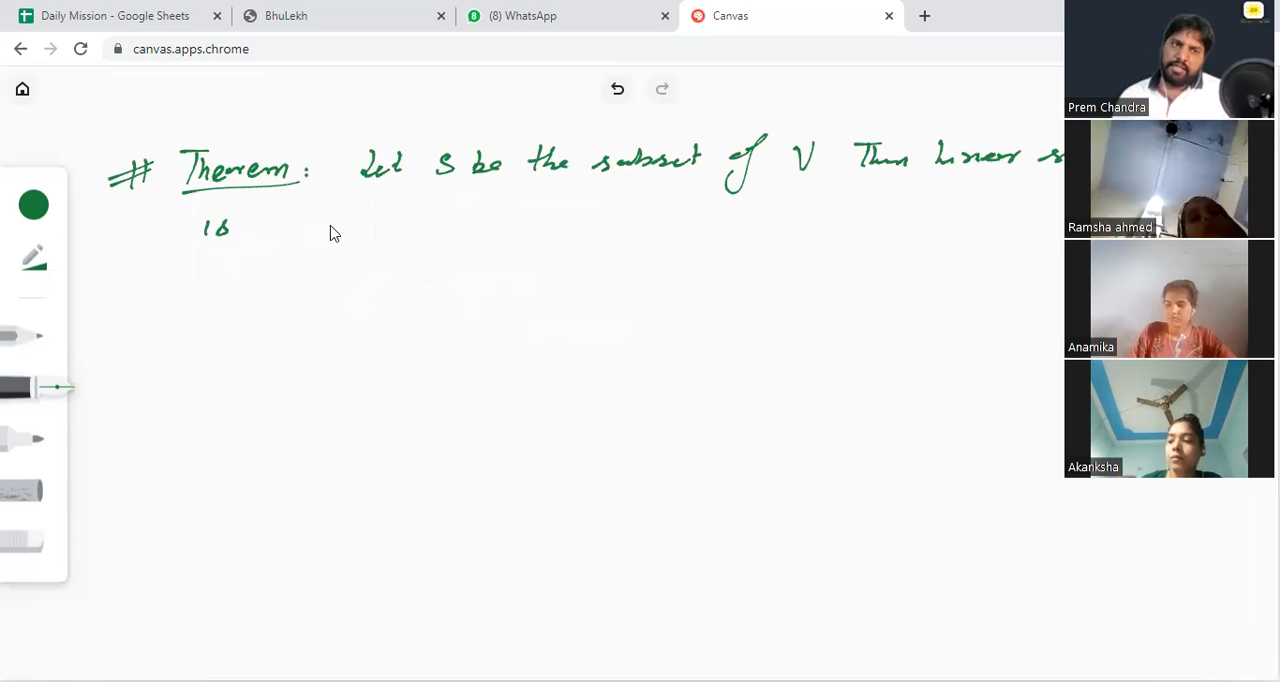 Daily Mission - Google Sheets
BhuLekh
(8) WhatsApp
Canvas
canvas.apps.chrome
# Theorem: Let S be the subset of V Then Linear s
is
Prem Chandra
Ramsha ahmed
Anamika
Akanksha